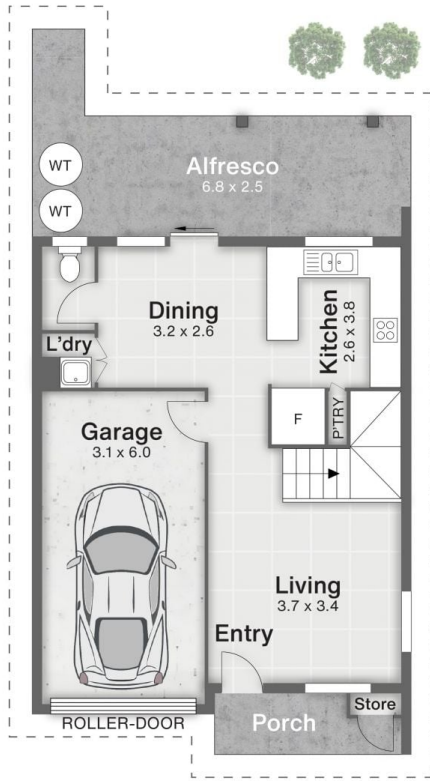 WT
WT
Alfresco
6.8 x 2.5
Dining
3.2 x 2.6
Kitchen
2.6 x 3.8
L'dry
F
P'TRY
Garage
3.1 x 6.0
Living
3.7 x 3.4
Entry
Store
Porch
ROLLER-DOOR